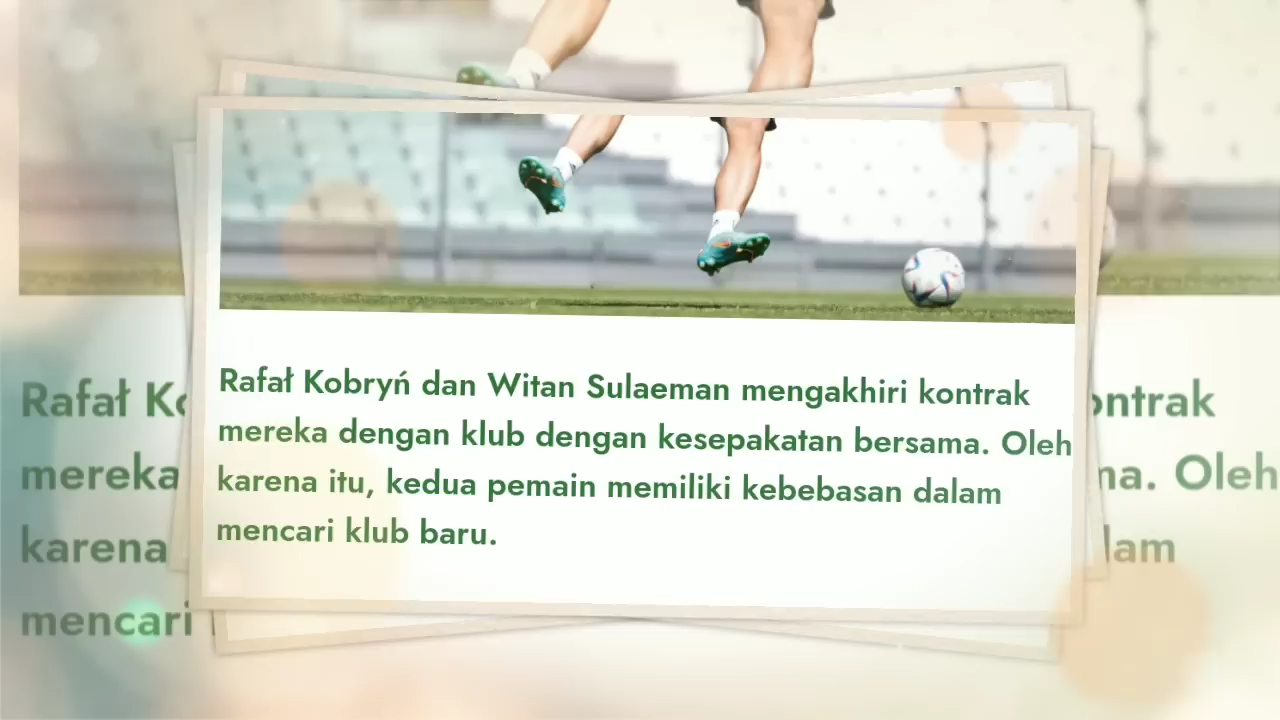 Rafał Kobryń dan Witan Sulaeman mengakhiri kontrak
mereka dengan klub dengan kesepakatan bersama. Oleh
karena itu, kedua pemain memiliki kebebasan dalam
mencari klub baru.